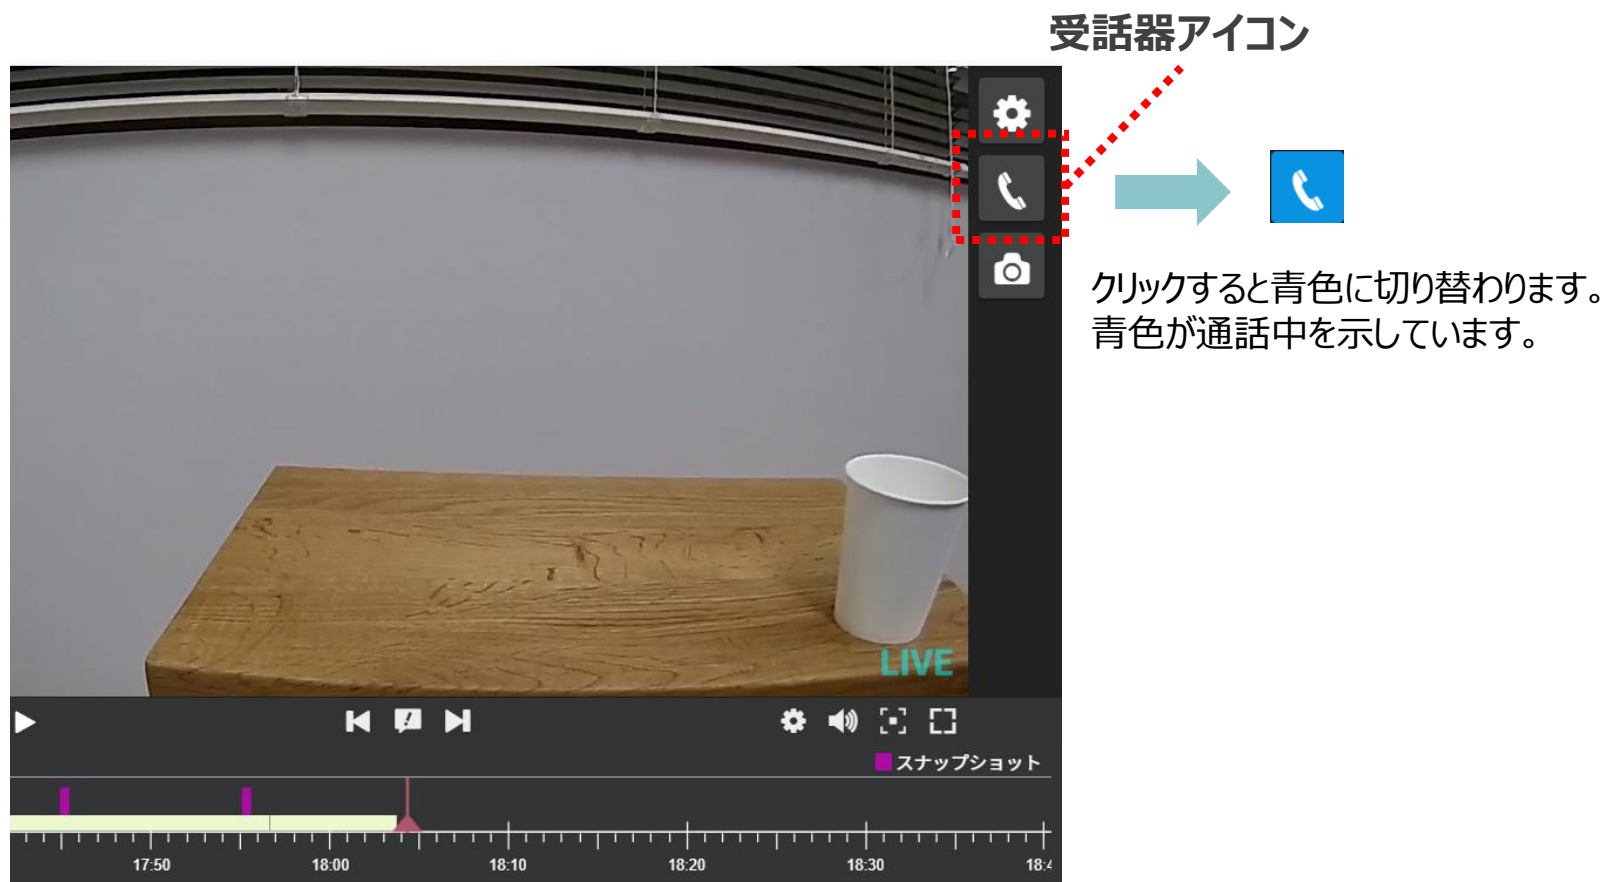 受話器アイコン
クリックすると青色に切り替わります。
青色が通話中を示しています。
LIVE
スナップショット
17:50 18:00 18:10 18:20 18:30